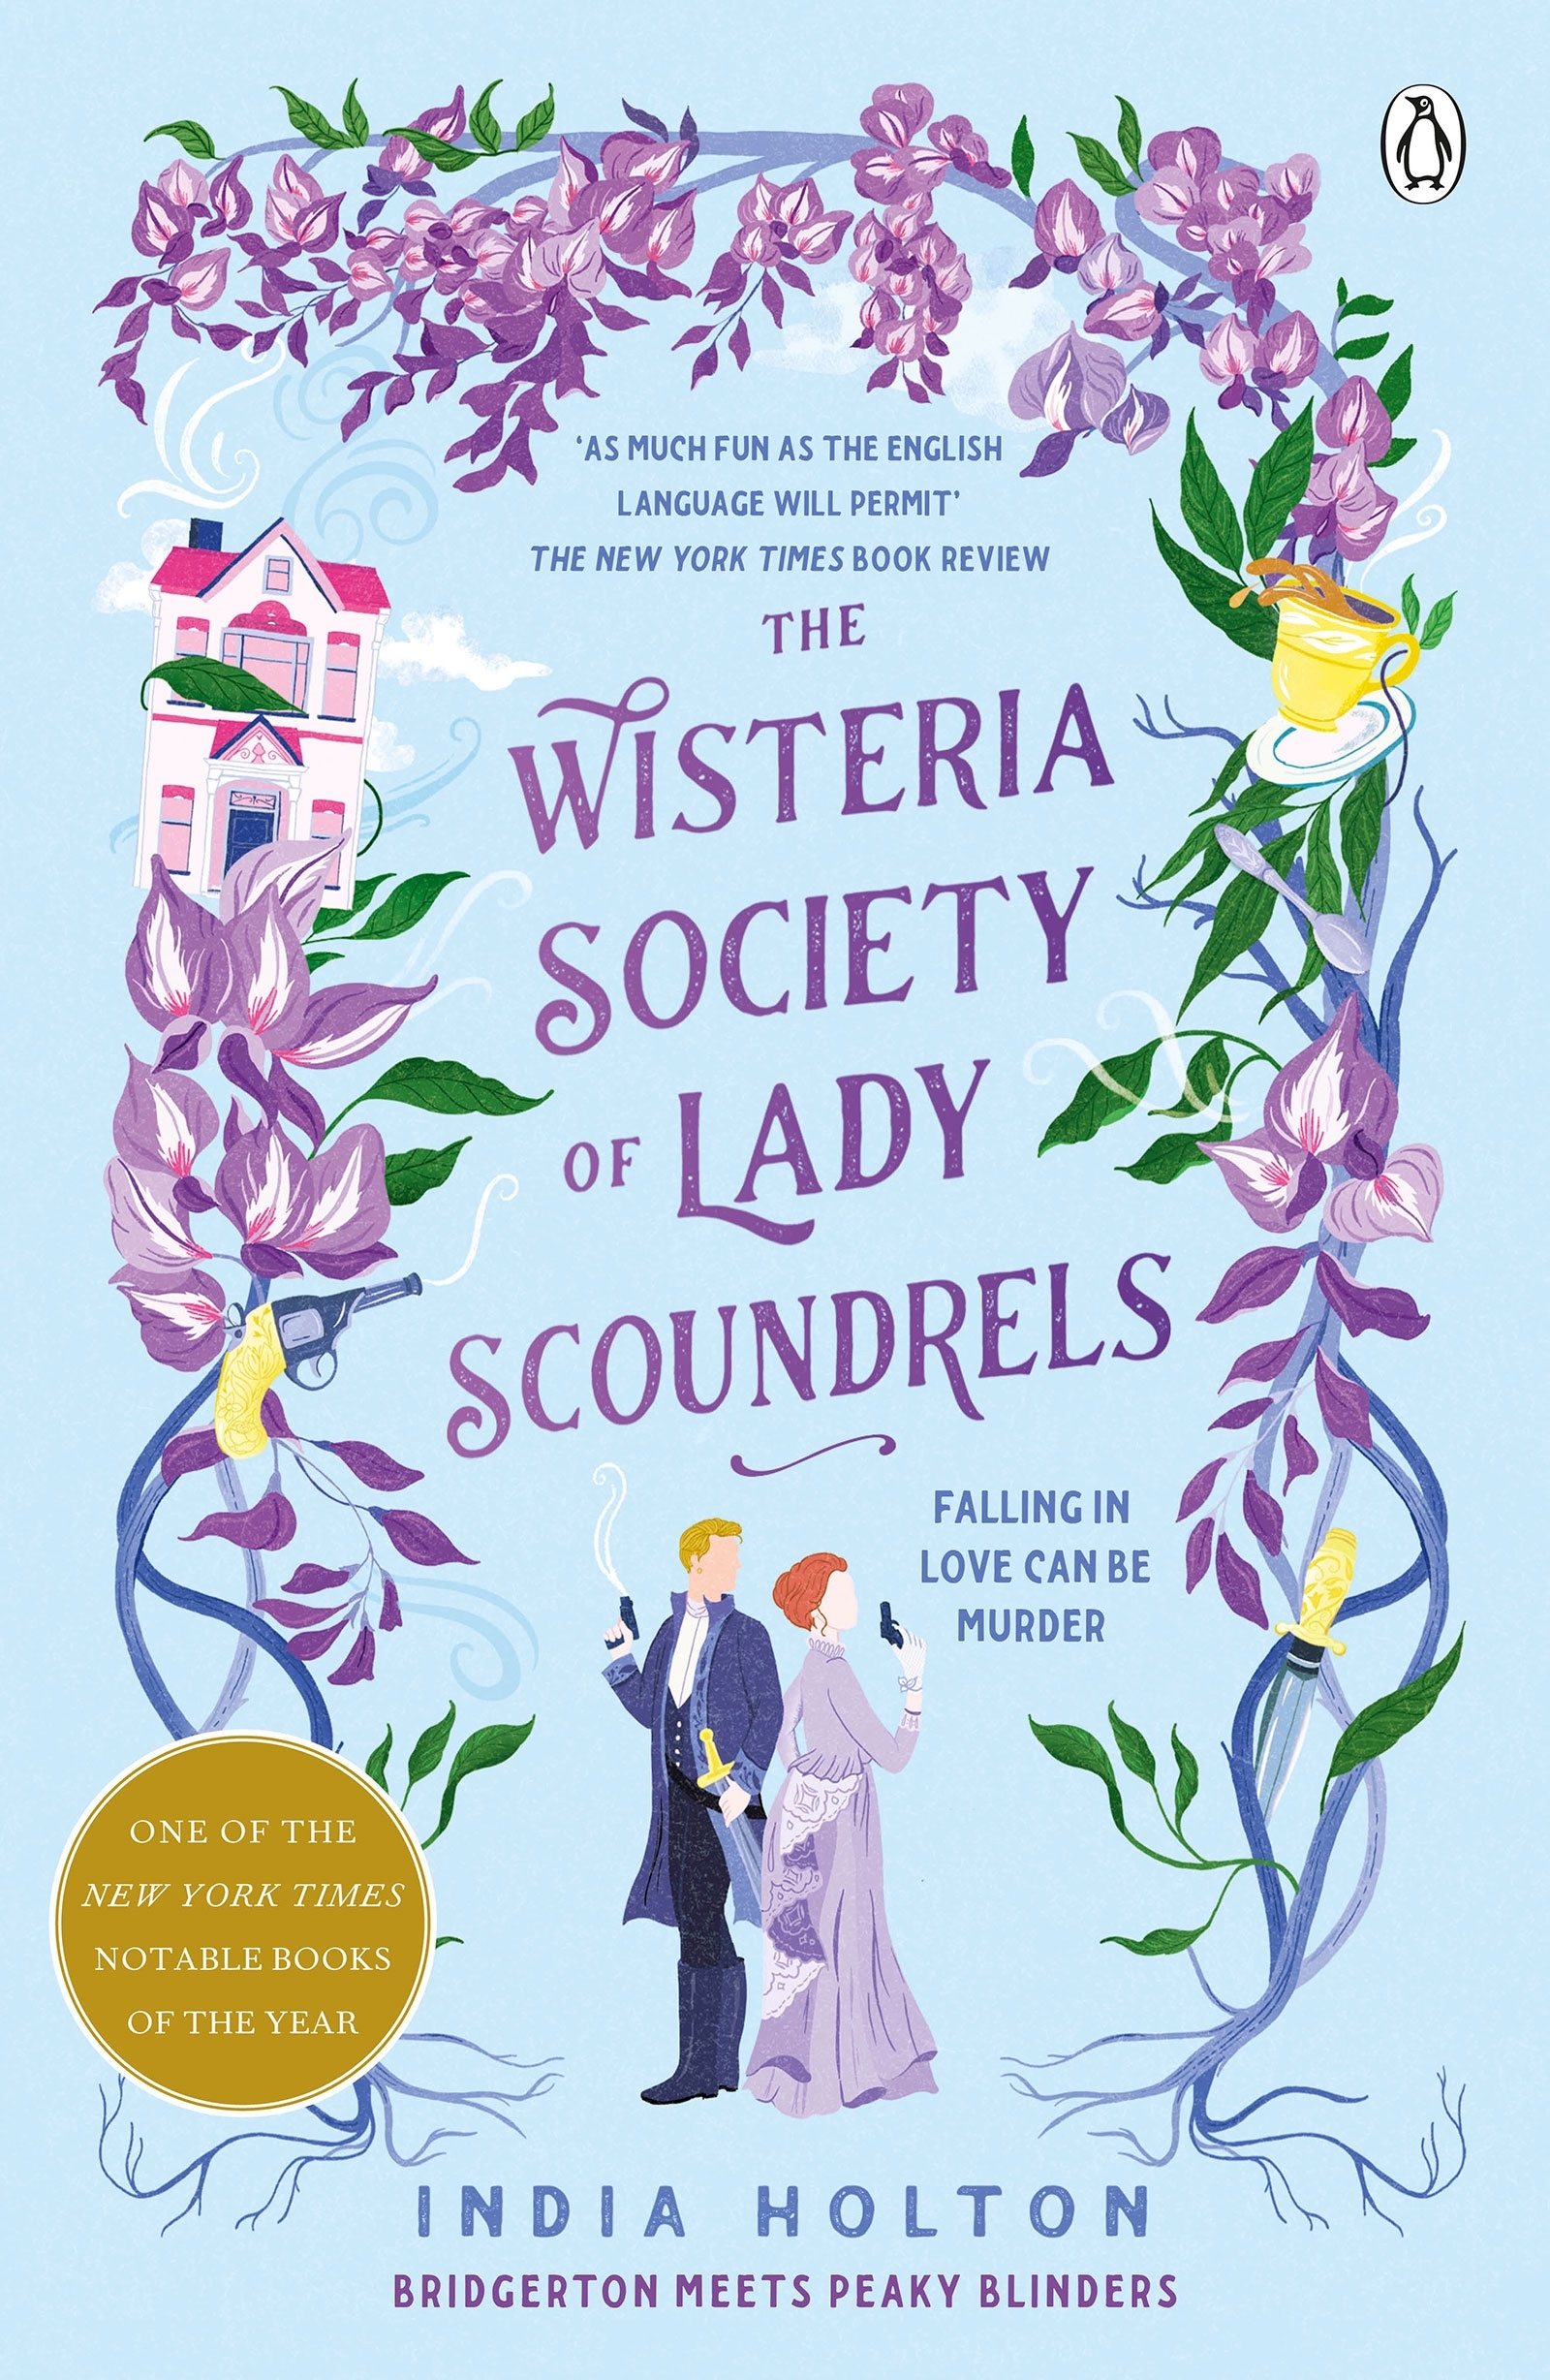 ‘AS MUCH FUN AS THE ENGLISH
LANGUAGE WILL PERMIT’
THE NEW YORK TIMES BOOK REVIEW
THE
WISTERIA
SOCIETY
OF LADY
SCOUNDRELS
FALLING IN
LOVE CAN BE
MURDER
ONE OF THE
NEW YORK TIMES
NOTABLE BOOKS
OF THE YEAR
INDIA HOLTON
BRIDGERTON MEETS PEAKY BLINDERS